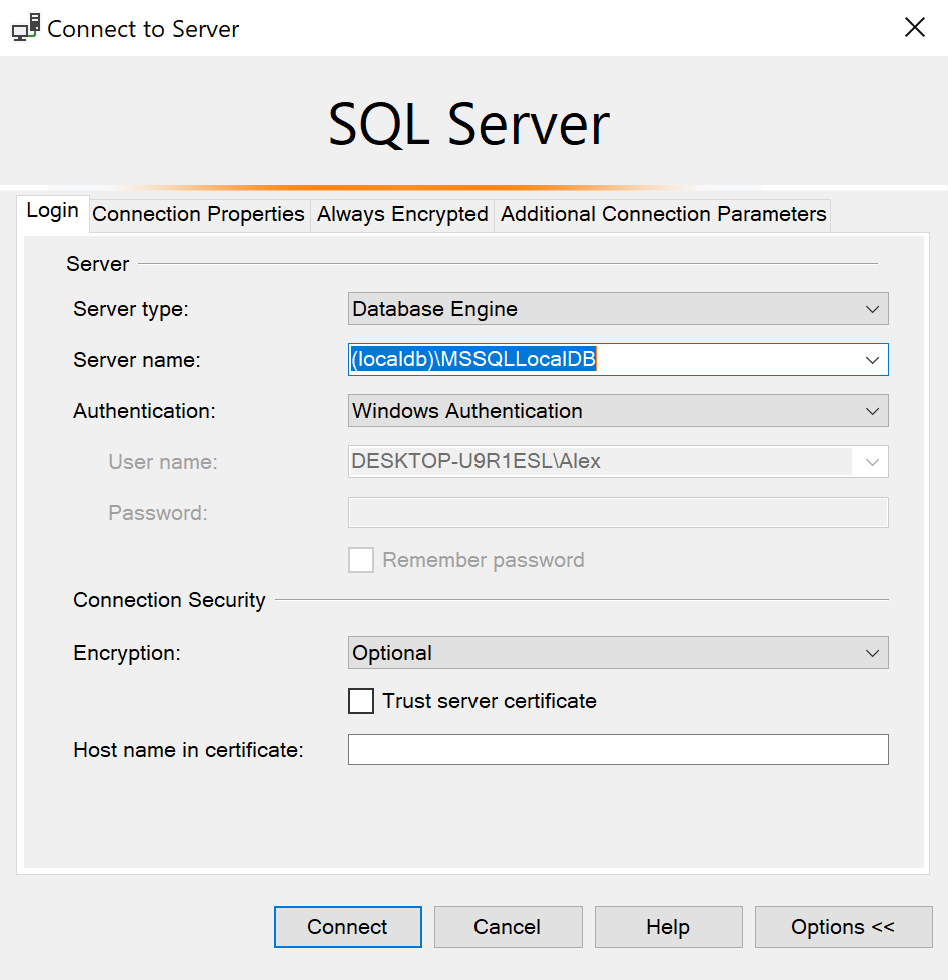 Connect to Server
SQL Server
Login Connection Properties Always Encrypted Additional Connection Parameters
Server
Server type: Database Engine
Server name: (localdb)\MSSQLLocalDB
Authentication: Windows Authentication
User name: DESKTOP-U9R1ESL\Alex
Password:
Remember password
Connection Security
Encryption: Optional
Trust server certificate
Host name in certificate:
Connect Cancel Help Options <<